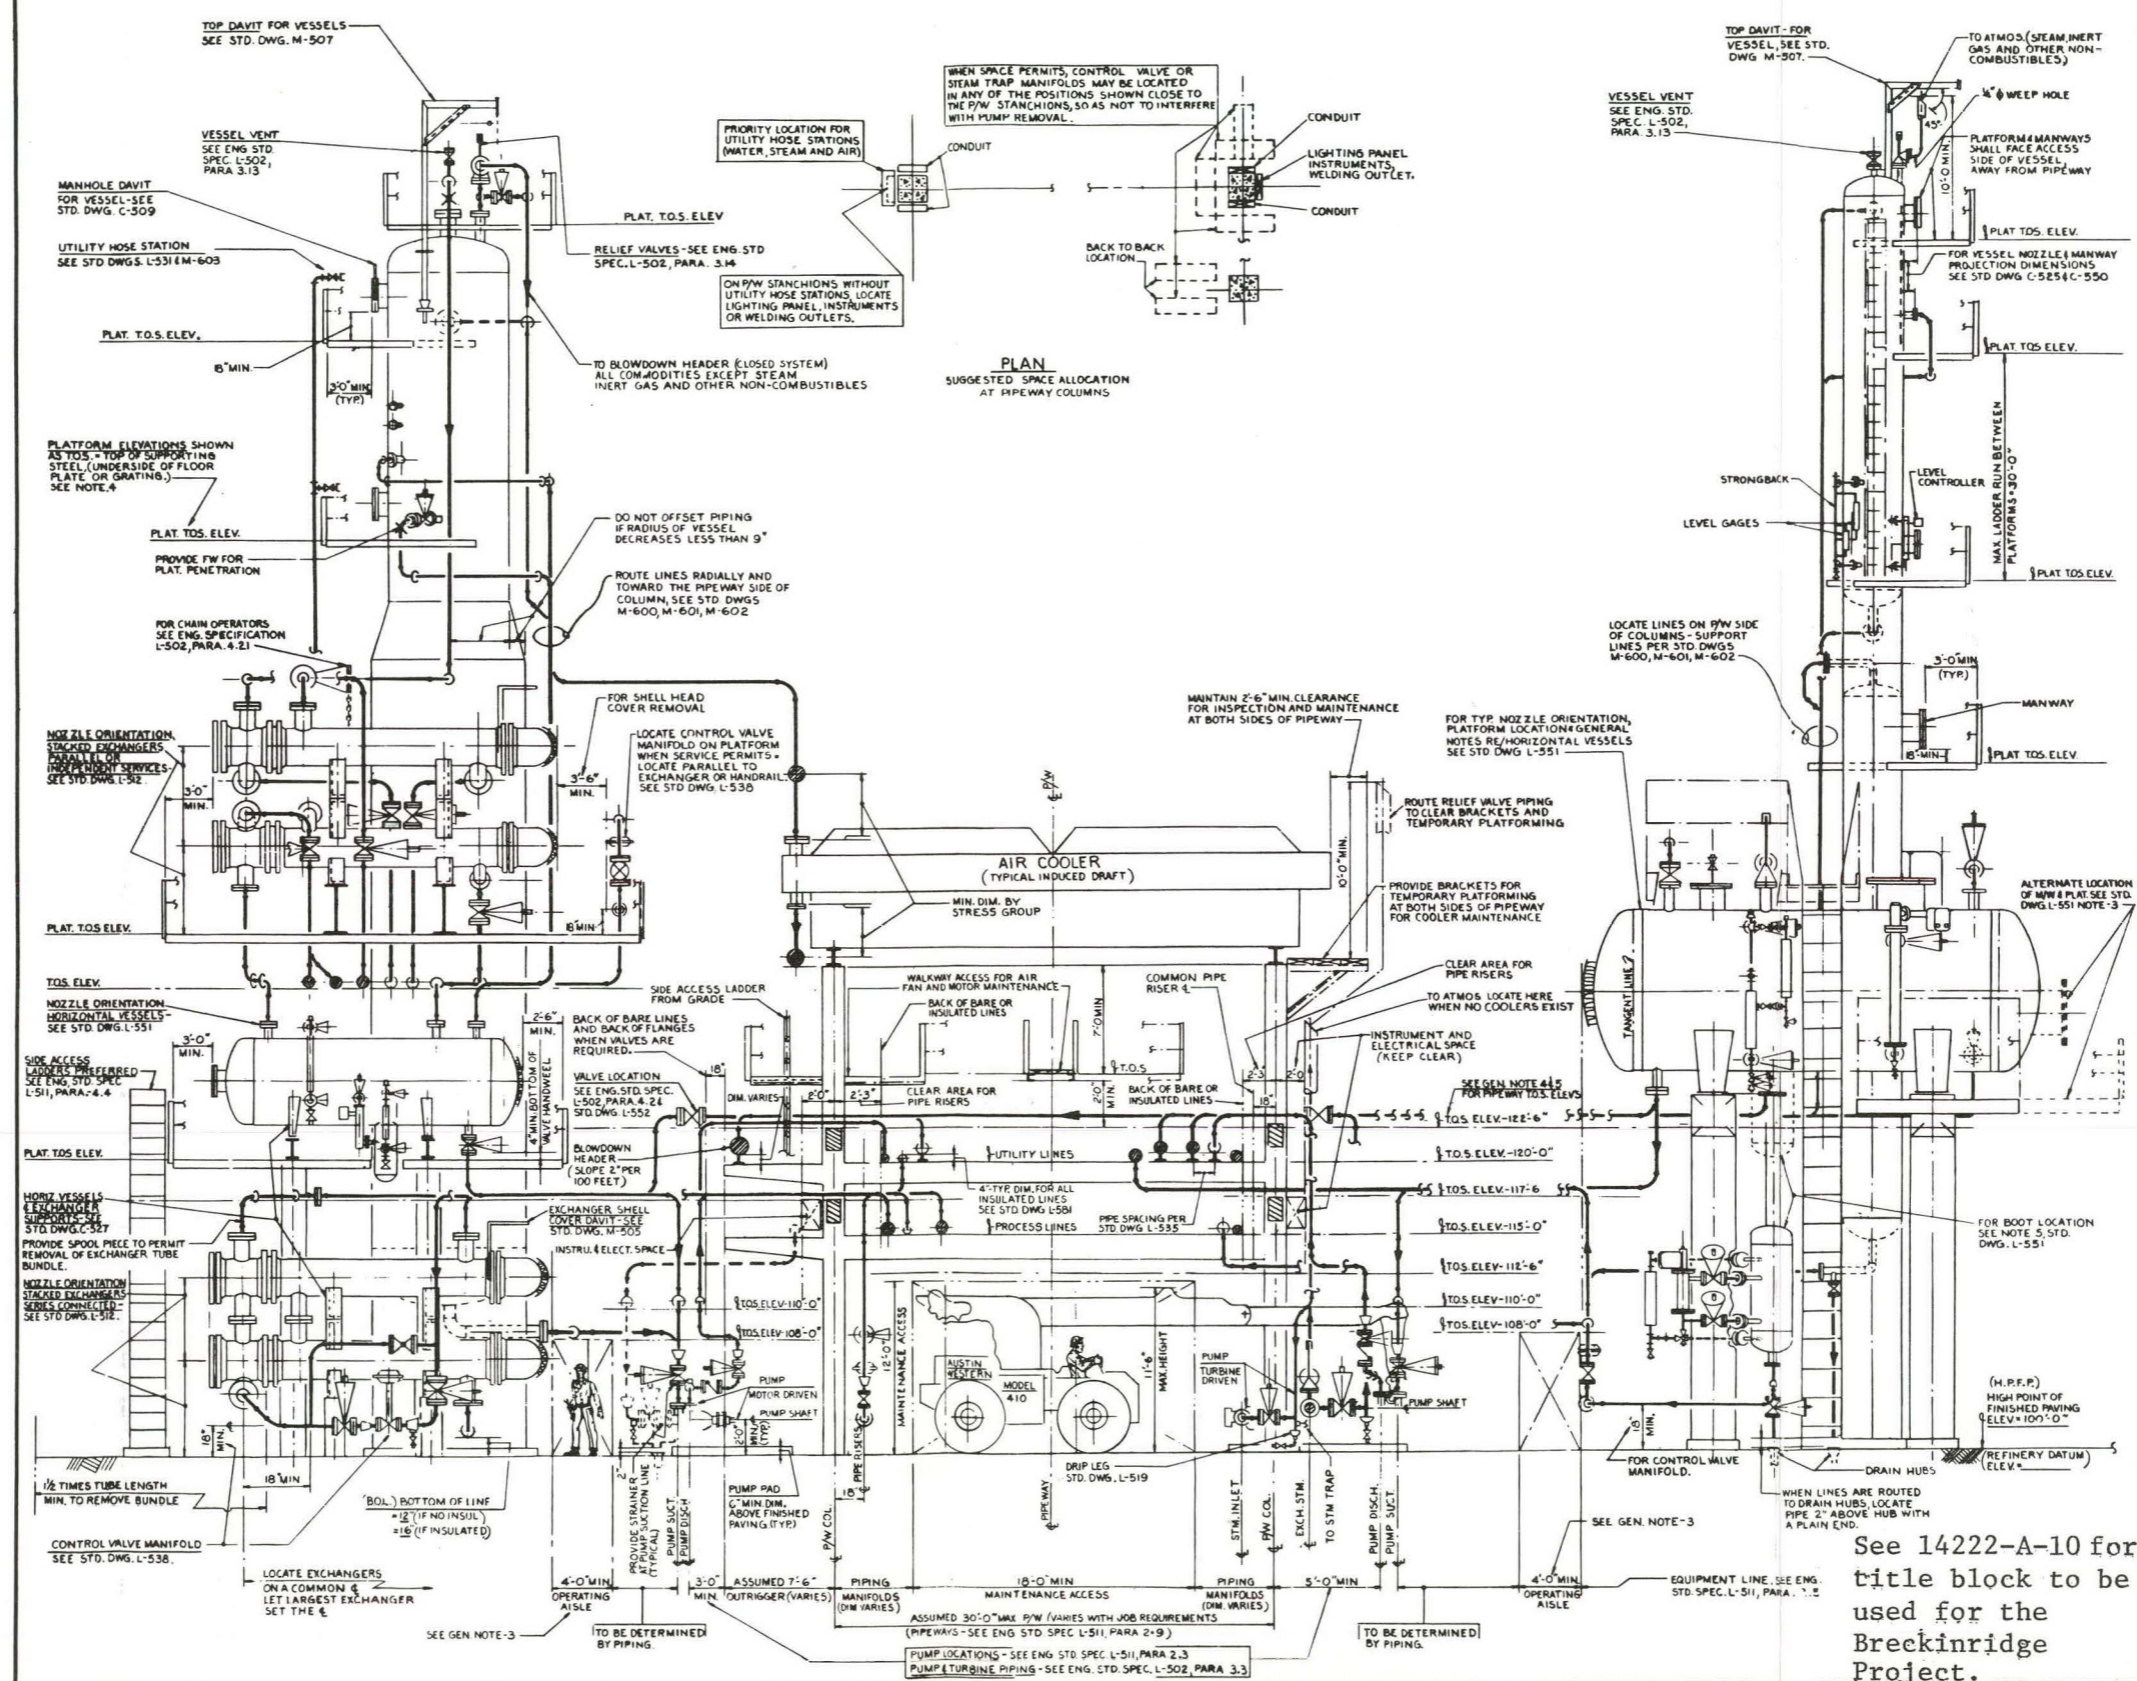 TOP DAVIT FOR VESSELS
SEE STD. DWG. M-507
VESSEL VENT
SEE ENG STD.
SPEC. L-502,
PARA 3.13
MANHOLE DAVIT
FOR VESSEL-SEE
STD. DWG. C-509
UTILITY HOSE STATION
SEE STD DWGS. L-531 & M-603
PLAT. T.O.S. ELEV.
18" MIN.
3'-0" MIN.
(TYP.)
PLAT. T.O.S. ELEV
RELIEF VALVES-SEE ENG. STD
SPEC. L-502, PARA. 3.14
TO BLOWDOWN HEADER (CLOSED SYSTEM)
ALL COMMODITIES EXCEPT STEAM
INERT GAS AND OTHER NON-COMBUSTIBLES
PLATFORM ELEVATIONS SHOWN
AS T.O.S. = TOP OF SUPPORTING
STEEL, (UNDERSIDE OF FLOOR
PLATE OR GRATING.)
SEE NOTE 4
PLAT. T.O.S. ELEV.
PROVIDE FW FOR
PLAT. PENETRATION
DO NOT OFFSET PIPING
IF RADIUS OF VESSEL
DECREASES LESS THAN 9"
ROUTE LINES RADIALLY AND
TOWARD THE PIPEWAY SIDE OF
COLUMN, SEE STD. DWGS
M-600, M-601, M-602
FOR CHAIN OPERATORS
SEE ENG. SPECIFICATION
L-502, PARA. 4.21
WHEN SPACE PERMITS, CONTROL VALVE OR
STEAM TRAP MANIFOLDS MAY BE LOCATED
IN ANY OF THE POSITIONS SHOWN CLOSE TO
THE P/W STANCHIONS, SO AS NOT TO INTERFERE
WITH PUMP REMOVAL.
PRIORITY LOCATION FOR
UTILITY HOSE STATIONS
(WATER, STEAM AND AIR)
CONDUIT
CONDUIT
LIGHTING PANEL
INSTRUMENTS,
WELDING OUTLET.
CONDUIT
BACK TO BACK
LOCATION
ON P/W STANCHIONS WITHOUT
UTILITY HOSE STATIONS, LOCATE
LIGHTING PANEL, INSTRUMENTS
OR WELDING OUTLETS.
PLAN
SUGGESTED SPACE ALLOCATION
AT PIPEWAY COLUMNS
TOP DAVIT-FOR
VESSEL, SEE STD.
DWG M-507.
TO ATMOS. (STEAM, INERT
GAS AND OTHER NON-
COMBUSTIBLES)
VESSEL VENT
SEE ENG. STD.
SPEC. L-502,
PARA. 3.13
1/4" ⌀ WEEP HOLE
45°
10'-0 MIN.
PLATFORM & MANWAYS
SHALL FACE ACCESS
SIDE OF VESSEL,
AWAY FROM PIPEWAY
PLAT T.O.S. ELEV.
FOR VESSEL NOZZLE & MANWAY
PROJECTION DIMENSIONS
SEE STD DWG C-525 & C-550
PLAT. T.O.S ELEV.
STRONGBACK
LEVEL GAGES
LEVEL
CONTROLLER
MAX. LADDER RUN BETWEEN
PLATFORMS=30'-0"
PLAT T.O.S. ELEV.
LOCATE LINES ON P/W SIDE
OF COLUMNS-SUPPORT
LINES PER STD. DWGS
M-600, M-601, M-602
3'-0" MIN
(TYP.)
MANWAY
18" MIN
PLAT T.O.S. ELEV.
NOZZLE ORIENTATION,
STACKED EXCHANGERS
PARALLEL OR
INDEPENDENT SERVICES-
SEE STD. DWG. L-512
3'-0"
MIN.
FOR SHELL HEAD
COVER REMOVAL
LOCATE CONTROL VALVE
MANIFOLD ON PLATFORM
WHEN SERVICE PERMITS-
LOCATE PARALLEL TO
EXCHANGER OR HANDRAIL.
SEE STD DWG. L-538
3'-6"
MIN.
18" MIN.
PLAT. T.O.S ELEV.
MAINTAIN 2'-6" MIN. CLEARANCE
FOR INSPECTION AND MAINTENANCE
AT BOTH SIDES OF PIPEWAY
FOR TYP. NOZZLE ORIENTATION,
PLATFORM LOCATION & GENERAL
NOTES RE/HORIZONTAL VESSELS
SEE STD DWG L-551
℄ P/W
AIR COOLER
(TYPICAL INDUCED DRAFT)
MIN. DIM. BY
STRESS GROUP
10'-0" MIN.
ROUTE RELIEF VALVE PIPING
TO CLEAR BRACKETS AND
TEMPORARY PLATFORMING
PROVIDE BRACKETS FOR
TEMPORARY PLATFORMING
AT BOTH SIDES OF PIPEWAY
FOR COOLER MAINTENANCE
ALTERNATE LOCATION
OF M/W & PLAT. SEE STD.
DWG. L-551 NOTE-3
TANGENT LINE
T.O.S. ELEV.
NOZZLE ORIENTATION
HORIZONTAL VESSELS-
SEE STD. DWG. L-551
SIDE ACCESS
LADDERS PREFERRED
SEE ENG. STD. SPEC
L-511, PARA.-4.4
3'-0"
MIN.
2'-6"
MIN.
4" MIN. BOTTOM OF
VALVE HANDWEEL
SIDE ACCESS LADDER
FROM GRADE
BACK OF BARE LINES
AND BACK OF FLANGES
WHEN VALVES ARE
REQUIRED.
WALKWAY ACCESS FOR AIR
FAN AND MOTOR MAINTENANCE
BACK OF BARE OR
INSULATED LINES
COMMON PIPE
RISER ℄
7'-0 MIN
T.O.S
CLEAR AREA FOR
PIPE RISERS
TO ATMOS LOCATE HERE
WHEN NO COOLERS EXIST
INSTRUMENT AND
ELECTRICAL SPACE
(KEEP CLEAR)
VALVE LOCATION
SEE ENG. STD. SPEC.
L-502, PARA. 4.24
STD. DWG. L-552
18"
DIM. VARIES
2'-0"
2'-3"
CLEAR AREA FOR
PIPE RISERS
2'-0" MIN.
BACK OF BARE OR
INSULATED LINES
2'-3"
2'-0
18"
SEE GEN. NOTE 4&5
FOR PIPEWAY T.O.S. ELEVS
T.O.S. ELEV-122'-6"
PLAT. T.O.S ELEV.
BLOWDOWN
HEADER
(SLOPE 2" PER
100 FEET)
UTILITY LINES
T.O.S. ELEV.-120'-0"
HORIZ. VESSELS
& EXCHANGER
SUPPORTS-SEE
STD. DWG. C-527
PROVIDE SPOOL PIECE TO PERMIT
REMOVAL OF EXCHANGER TUBE
BUNDLE.
4" TYP. DIM. FOR ALL
INSULATED LINES
SEE STD DWG L-581
T.O.S. ELEV.-117'-6
EXCHANGER SHELL
COVER DAVIT-SEE
STD. DWG. M-505
INSTRU. & ELECT. SPACE
PROCESS LINES
PIPE SPACING PER
STD DWG L-535
T.O.S. ELEV.-115'-0"
FOR BOOT LOCATION
SEE NOTE 5, STD.
DWG. L-551
T.O.S. ELEV-112'-6"
NOZZLE ORIENTATION
STACKED EXCHANGERS
SERIES CONNECTED-
SEE STD DWG. L-512.
T.O.S. ELEV-110'-0"
T.O.S. ELEV-108'-0"
T.O.S. ELEV-110'-0"
T.O.S. ELEV-108'-0"
12'-0"
MAINTENANCE ACCESS
AUSTIN
WESTERN
MODEL
410
11'-6"
MAX. HEIGHT
PUMP
MOTOR DRIVEN
PUMP SHAFT
2'-0" MIN. (TYP.)
PUMP
TURBINE
DRIVEN
PUMP SHAFT
DRIP LEG
STD. DWG. L-519
(H.P.F.P.)
HIGH POINT OF
FINISHED PAVING
ELEV=100'-0"
(REFINERY DATUM)
ELEV.=
18"
MIN.
FOR CONTROL VALVE
MANIFOLD.
DRAIN HUBS
WHEN LINES ARE ROUTED
TO DRAIN HUBS, LOCATE
PIPE 2" ABOVE HUB WITH
A PLAIN END.
18"
MIN.
18" MIN
1 1/2 TIMES TUBE LENGTH
MIN. TO REMOVE BUNDLE
(B.O.L.) BOTTOM OF LINE
=12" (IF NO INSUL)
=16" (IF INSULATED)
CONTROL VALVE MANIFOLD
SEE STD. DWG. L-538.
LOCATE EXCHANGERS
ON A COMMON ℄
LET LARGEST EXCHANGER
SET THE ℄
2"
PROVIDE STRAINER
AT PUMP SUCTION LINE
(TYPICAL)
PUMP SUCT.
PUMP DISCH
PUMP PAD
6" MIN. DIM.
ABOVE FINISHED
PAVING (TYP.)
P/W COL.
18"
PIPE RISERS
PIPEWAY
STM. INLET
P/W COL.
EXCH. STM.
TO STM TRAP
PUMP DISCH.
PUMP SUCT.
SEE GEN. NOTE-3
4'-0" MIN.
OPERATING
AISLE
3'-0"
MIN.
ASSUMED 7'-6"
OUTRIGGER (VARIES)
PIPING
MANIFOLDS
(DIM VARIES)
18'-0" MIN
MAINTENANCE ACCESS
PIPING
MANIFOLDS
(DIM. VARIES)
5'-0" MIN
4'-0" MIN.
OPERATING
AISLE
EQUIPMENT LINE. SEE ENG.
STD. SPEC. L-511, PARA.
ASSUMED 30'-0" MAX P/W (VARIES WITH JOB REQUIREMENTS
(PIPEWAYS-SEE ENG STD SPEC L-511, PARA 2.9)
SEE GEN. NOTE-3
TO BE DETERMINED
BY PIPING.
TO BE DETERMINED
BY PIPING.
PUMP LOCATIONS-SEE ENG STD. SPEC. L-511, PARA 2.3
PUMP & TURBINE PIPING-SEE ENG. STD. SPEC. L-502, PARA 3.3
See 14222-A-10 for
title block to be
used for the
Breckinridge
Project.